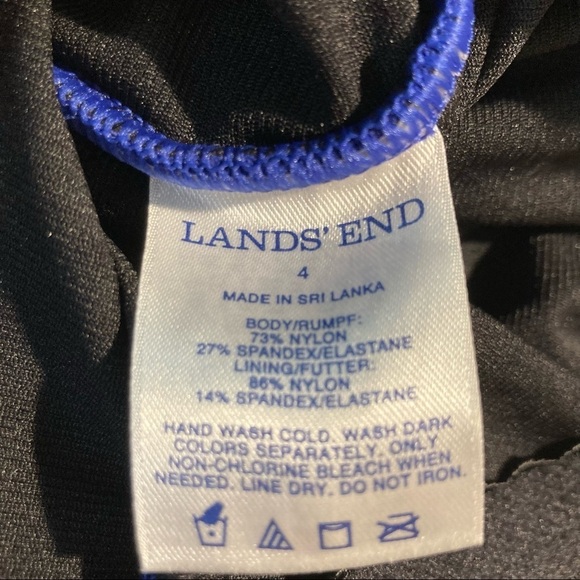 LANDS' END
4
MADE IN SRI LANKA
BODY/RUMPF:
73% NYLON
27% SPANDEX/ELASTANE
LINING/FUTTER:
86% NYLON
14% SPANDEX/ELASTANE
HAND WASH COLD. WASH DARK
COLORS SEPARATELY. ONLY
NON-CHLORINE BLEACH WHEN
NEEDED. LINE DRY. DO NOT IRON.